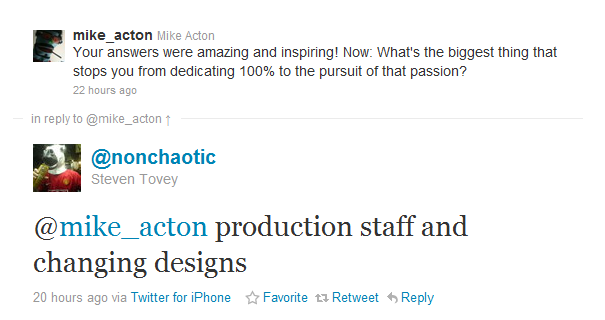 mike_acton Mike Acton
Your answers were amazing and inspiring! Now: What's the biggest thing that
stops you from dedicating 100% to the pursuit of that passion?
22 hours ago
in reply to @mike_acton ↑
@nonchaotic
Steven Tovey
@mike_acton production staff and
changing designs
20 hours ago via Twitter for iPhone Favorite Retweet Reply